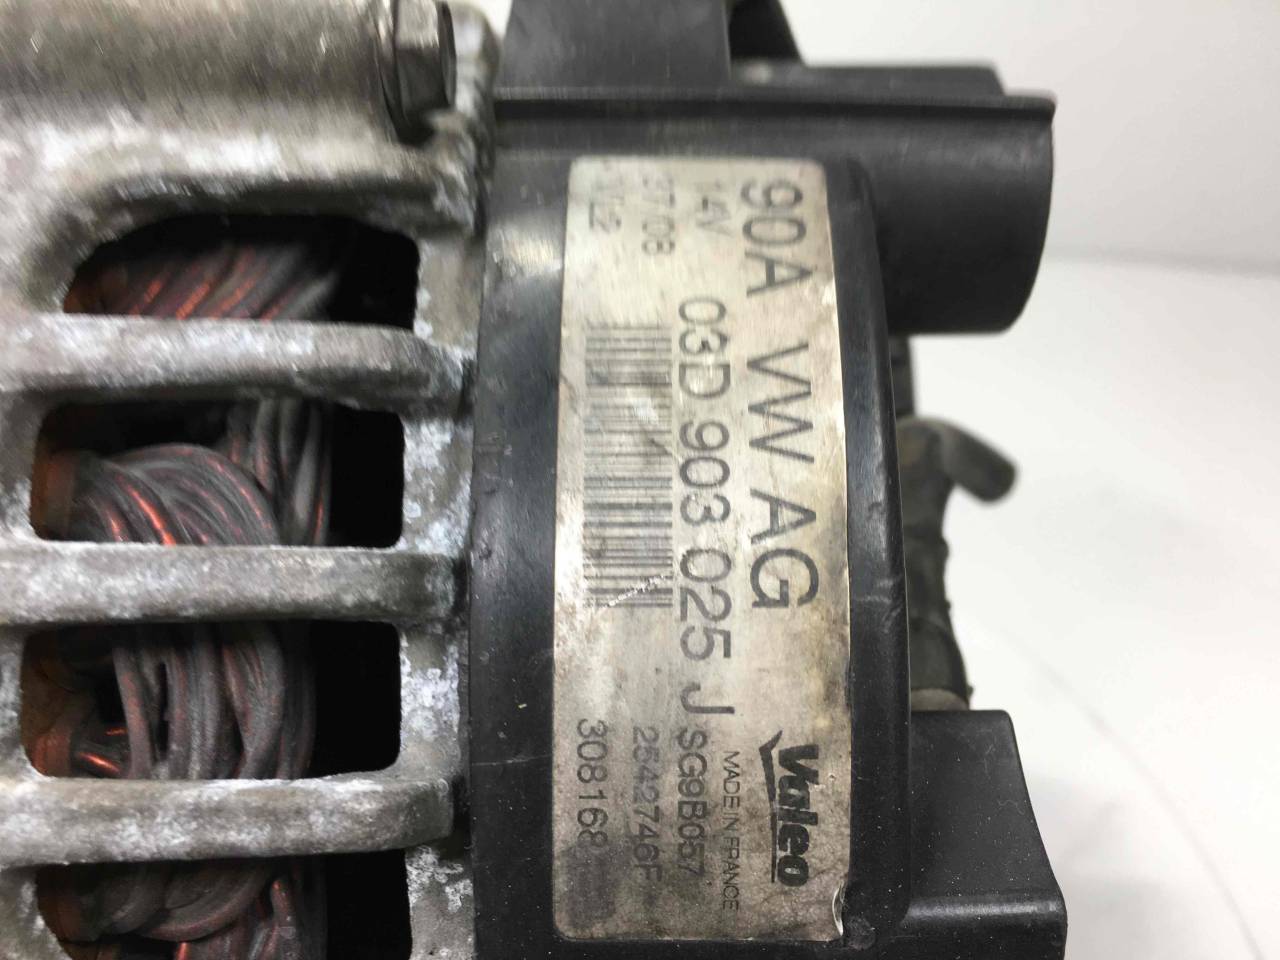 90A VW AG
Valeo
MADE IN FRANCE
14V 03D 903 025 J SG9B057
2542746F
308168